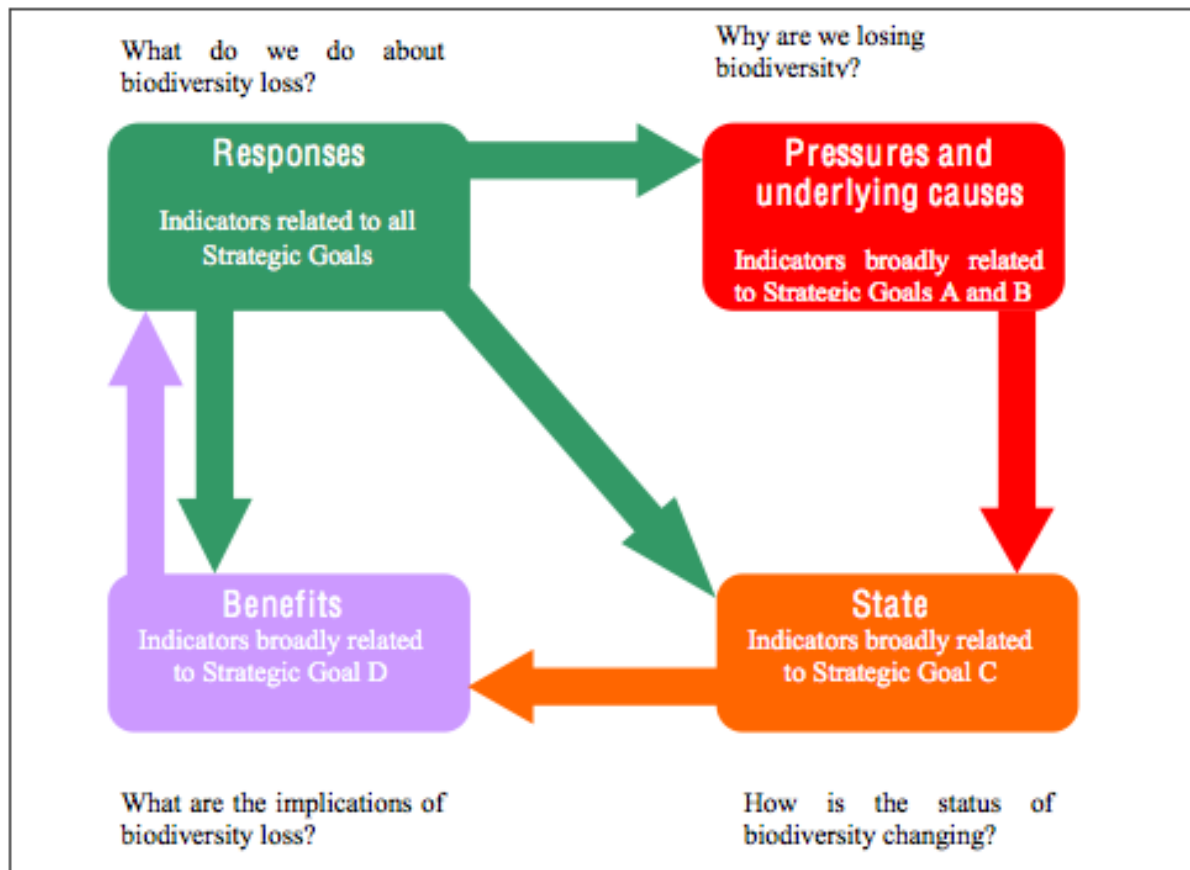 What do we do about
biodiversity loss?
Why are we losing
biodiversity?
Responses
Indicators related to all
Strategic Goals
Pressures and
underlying causes
Indicators broadly related
to Strategic Goals A and B
Benefits
Indicators broadly related
to Strategic Goal D
State
Indicators broadly related
to Strategic Goal C
What are the implications of
biodiversity loss?
How is the status of
biodiversity changing?